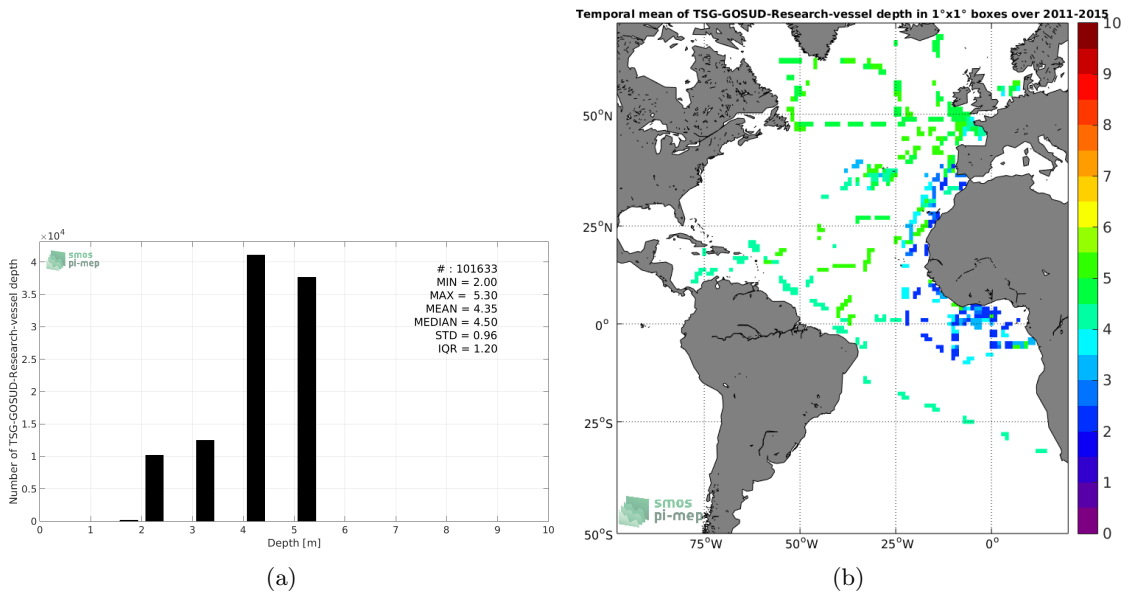 ×10⁴
smos
pi-mep
# : 101633
MIN = 2.00
MAX = 5.30
MEAN = 4.35
MEDIAN = 4.50
STD = 0.96
IQR = 1.20
4
3.5
3
2.5
2
1.5
1
0.5
0
Number of TSG-GOSUD-Research-vessel depth
0 1 2 3 4 5 6 7 8 9 10
Depth [m]
(a)
Temporal mean of TSG-GOSUD-Research-vessel depth in 1°x1° boxes over 2011-2015
50°N
25°N
0°
25°S
50°S
75°W 50°W 25°W 0°
smos
pi-mep
10
9
8
7
6
5
4
3
2
1
0
(b)